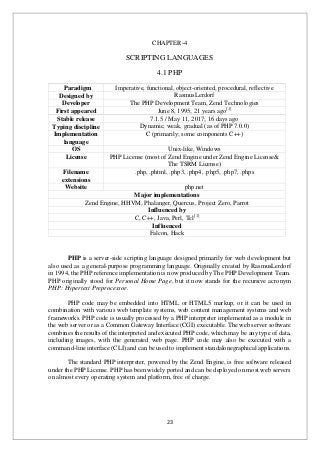 CHAPTER-4
SCRIPTING LANGUAGES
4.1 PHP
Paradigm Imperative, functional, object-oriented, procedural, reflective
Designed by RasmusLerdorf
Developer The PHP Development Team, Zend Technologies
First appeared June 8, 1995; 21 years ago[1]
Stable release 7.1.5 / May 11, 2017; 16 days ago
Typing discipline Dynamic, weak, gradual (as of PHP 7.0.0)
Implementation language C (primarily; some components C++)
OS Unix-like, Windows
License PHP License (most of Zend Engine under Zend Engine License&
The TSRM License)
Filename extensions .php, .phtml, .php3, .php4, .php5, .php7, .phps
Website php.net
Major implementations
Zend Engine, HHVM, Phalanger, Quercus, Project Zero, Parrot
Influenced by
C, C++, Java, Perl, Tcl[1]
Influenced
Falcon, Hack
PHP is a server-side scripting language designed primarily for web development but
also used as a general-purpose programming language. Originally created by RasmusLerdorf
in 1994, the PHP reference implementation is now produced by The PHP Development Team.
PHP originally stood for Personal Home Page, but it now stands for the recursive acronym
PHP: Hypertext Preprocessor.
PHP code may be embedded into HTML or HTML5 markup, or it can be used in
combination with various web template systems, web content management systems and web
frameworks. PHP code is usually processed by a PHP interpreter implemented as a module in
the web server or as a Common Gateway Interface (CGI) executable. The web server software
combines the results of the interpreted and executed PHP code, which may be any type of data,
including images, with the generated web page. PHP code may also be executed with a
command-line interface (CLI) and can be used to implement standalone graphical applications.
The standard PHP interpreter, powered by the Zend Engine, is free software released
under the PHP License. PHP has been widely ported and can be deployed on most web servers
on almost every operating system and platform, free of charge.
23